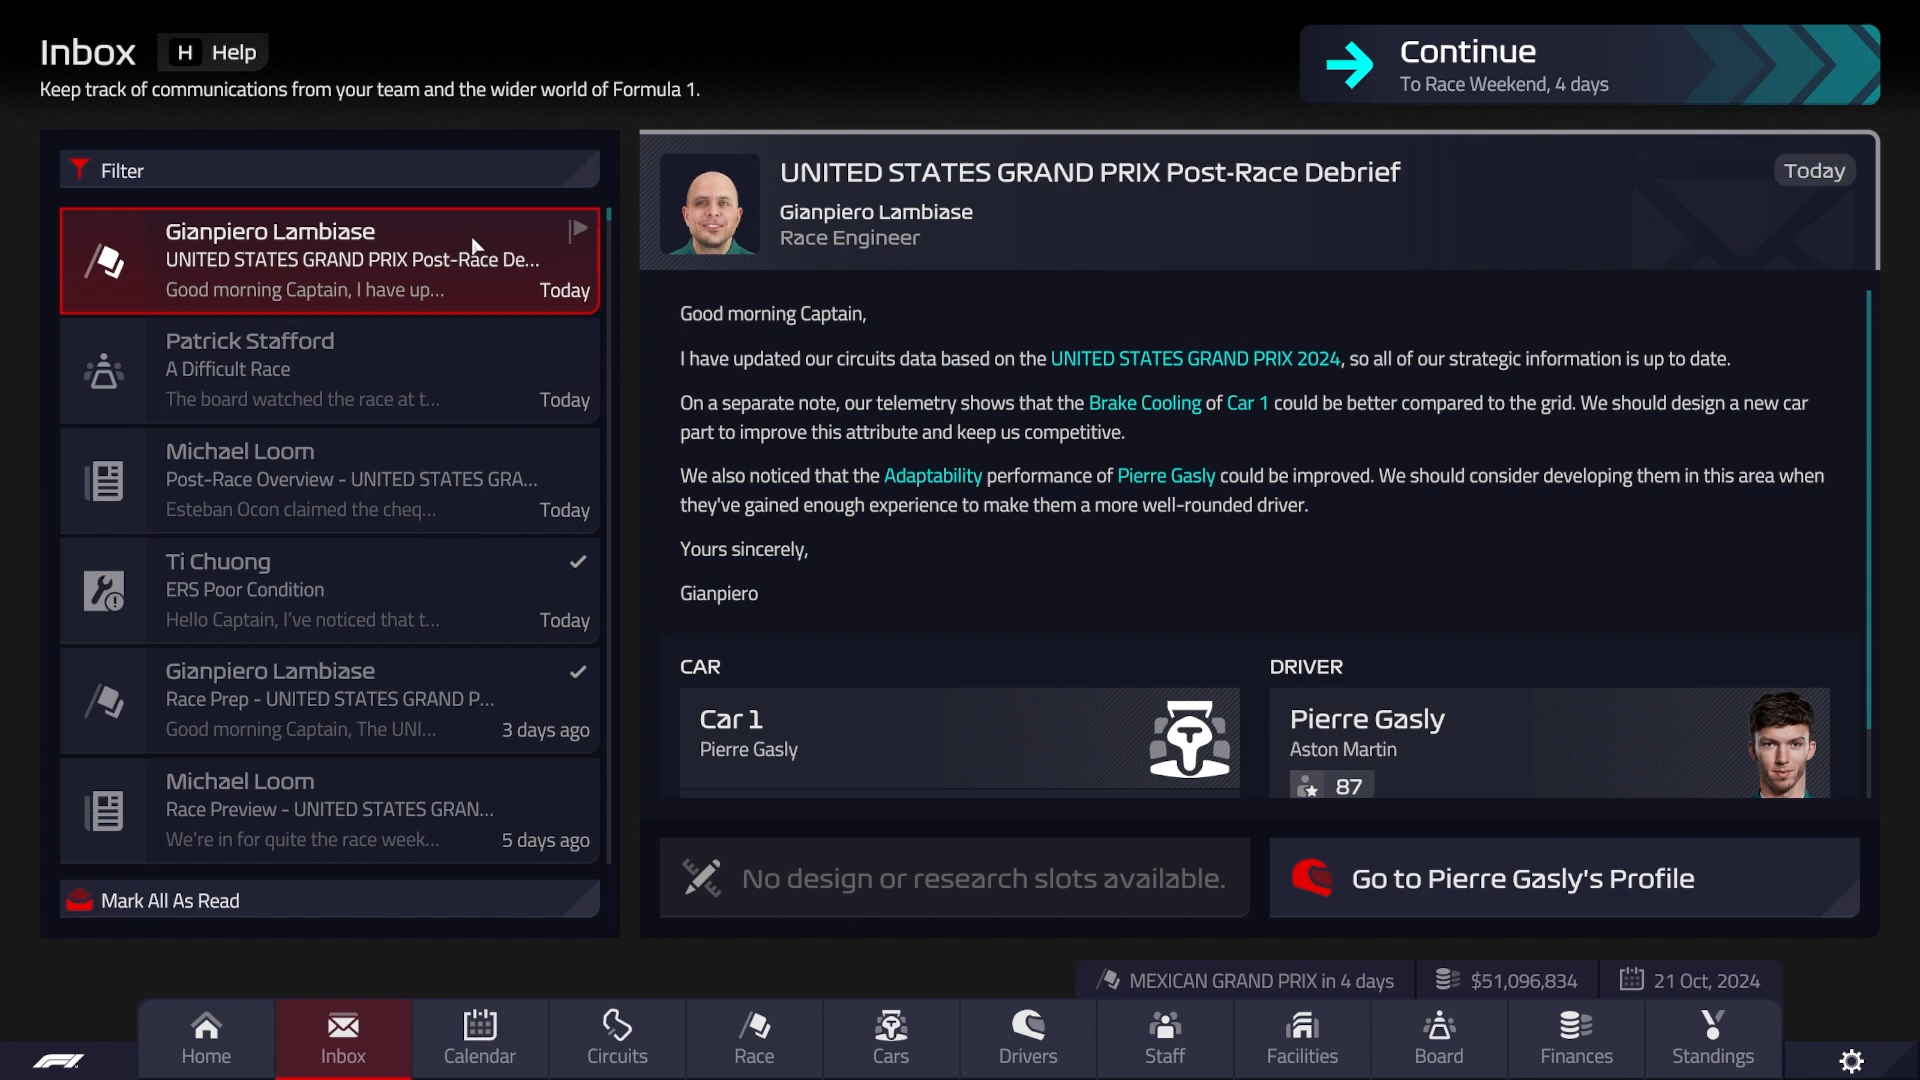 Inbox
H Help
Keep track of communications from your team and the wider world of Formula 1.
Continue
To Race Weekend, 4 days
Filter
Gianpiero Lambiase
UNITED STATES GRAND PRIX Post-Race De...
Good morning Captain, I have up...
Today
Patrick Stafford
A Difficult Race
The board watched the race at t...
Today
Michael Loom
Post-Race Overview - UNITED STATES GRA...
Esteban Ocon claimed the cheq...
Today
Ti Chuong
ERS Poor Condition
Hello Captain, I've noticed that t...
Today
Gianpiero Lambiase
Race Prep - UNITED STATES GRAND P...
Good morning Captain, The UNI...
3 days ago
Michael Loom
Race Preview - UNITED STATES GRAN...
We're in for quite the race week...
5 days ago
Mark All As Read
UNITED STATES GRAND PRIX Post-Race Debrief
Today
Gianpiero Lambiase
Race Engineer
Good morning Captain,
I have updated our circuits data based on the UNITED STATES GRAND PRIX 2024, so all of our strategic information is up to date.
On a separate note, our telemetry shows that the Brake Cooling of Car 1 could be better compared to the grid. We should design a new car
part to improve this attribute and keep us competitive.
We also noticed that the Adaptability performance of Pierre Gasly could be improved. We should consider developing them in this area when
they've gained enough experience to make them a more well-rounded driver.
Yours sincerely,
Gianpiero
CAR
Car 1
Pierre Gasly
DRIVER
Pierre Gasly
Aston Martin
87
No design or research slots available.
Go to Pierre Gasly's Profile
MEXICAN GRAND PRIX in 4 days
$51,096,834
21 Oct, 2024
Home
Inbox
Calendar
Circuits
Race
Cars
Drivers
Staff
Facilities
Board
Finances
Standings